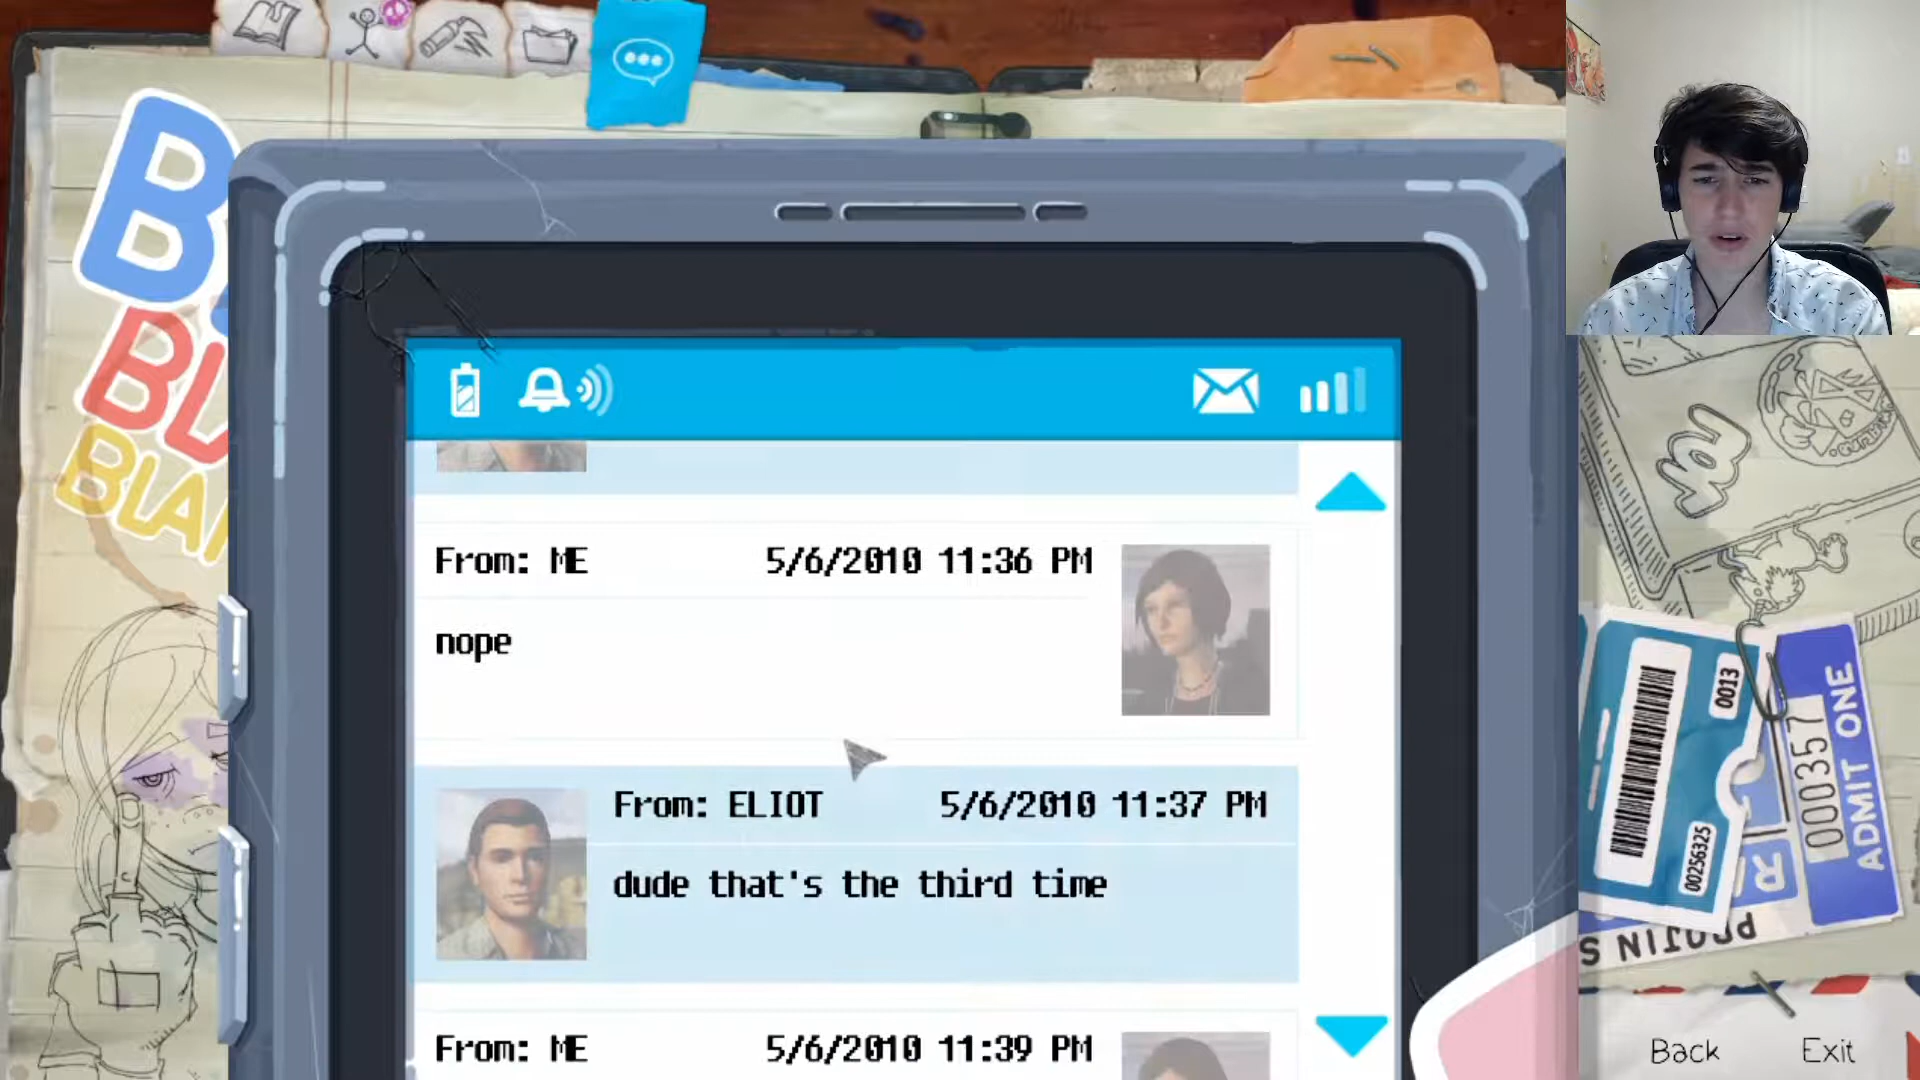 From: ME 5/6/2010 11:36 PM
nope
From: ELIOT 5/6/2010 11:37 PM
dude that's the third time
From: ME 5/6/2010 11:39 PM
0013
00256325
000357
ADMIT ONE
Back Exit